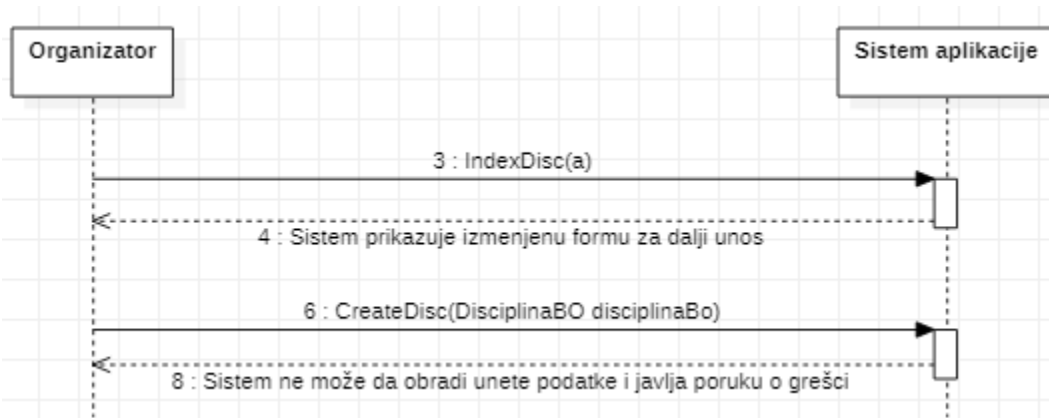 Organizator
Sistem aplikacije
3 : IndexDisc(a)
4 : Sistem prikazuje izmenjenu formu za dalji unos
6 : CreateDisc(DisciplinaBO disciplinaBo)
8 : Sistem ne može da obradi unete podatke i javlja poruku o grešci